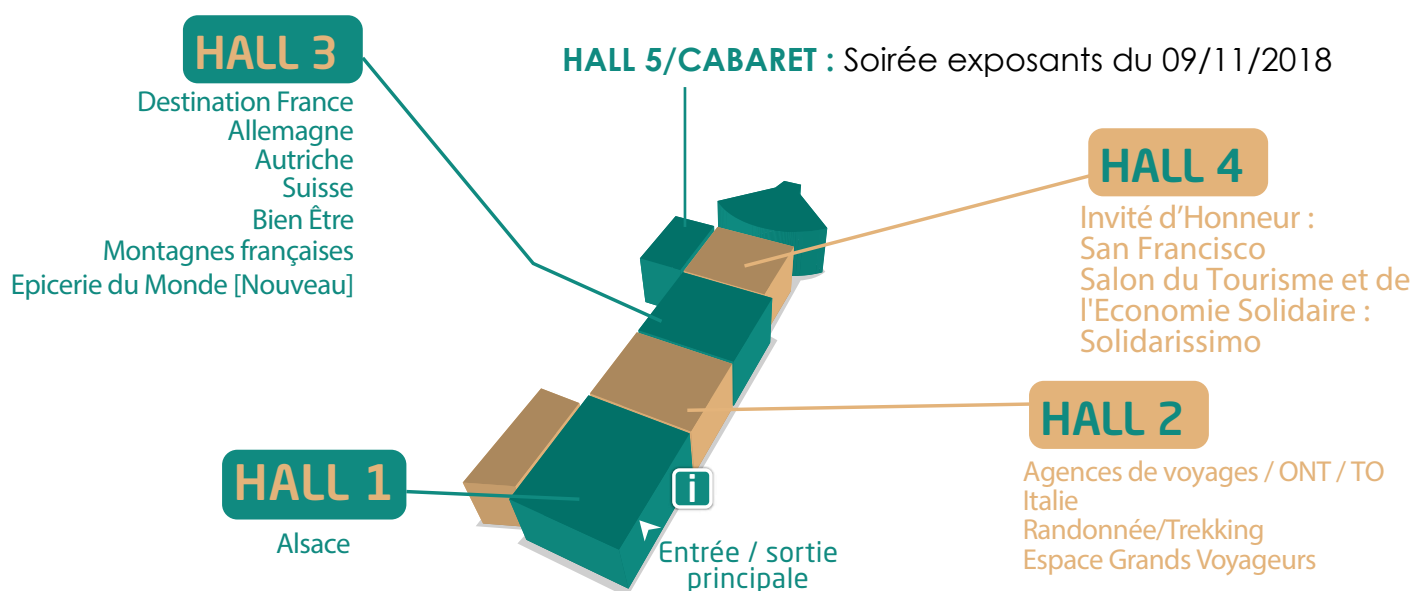 HALL 3
Destination France
Allemagne
Autriche
Suisse
Bien Être
Montagnes françaises
Epicerie du Monde [Nouveau]
HALL 5/CABARET : Soirée exposants du 09/11/2018
HALL 4
Invité d’Honneur :
San Francisco
Salon du Tourisme et de
l'Economie Solidaire :
Solidarissimo
HALL 2
Agences de voyages / ONT / TO
Italie
Randonnée/Trekking
Espace Grands Voyageurs
HALL 1
Alsace
i
Entrée / sortie
principale